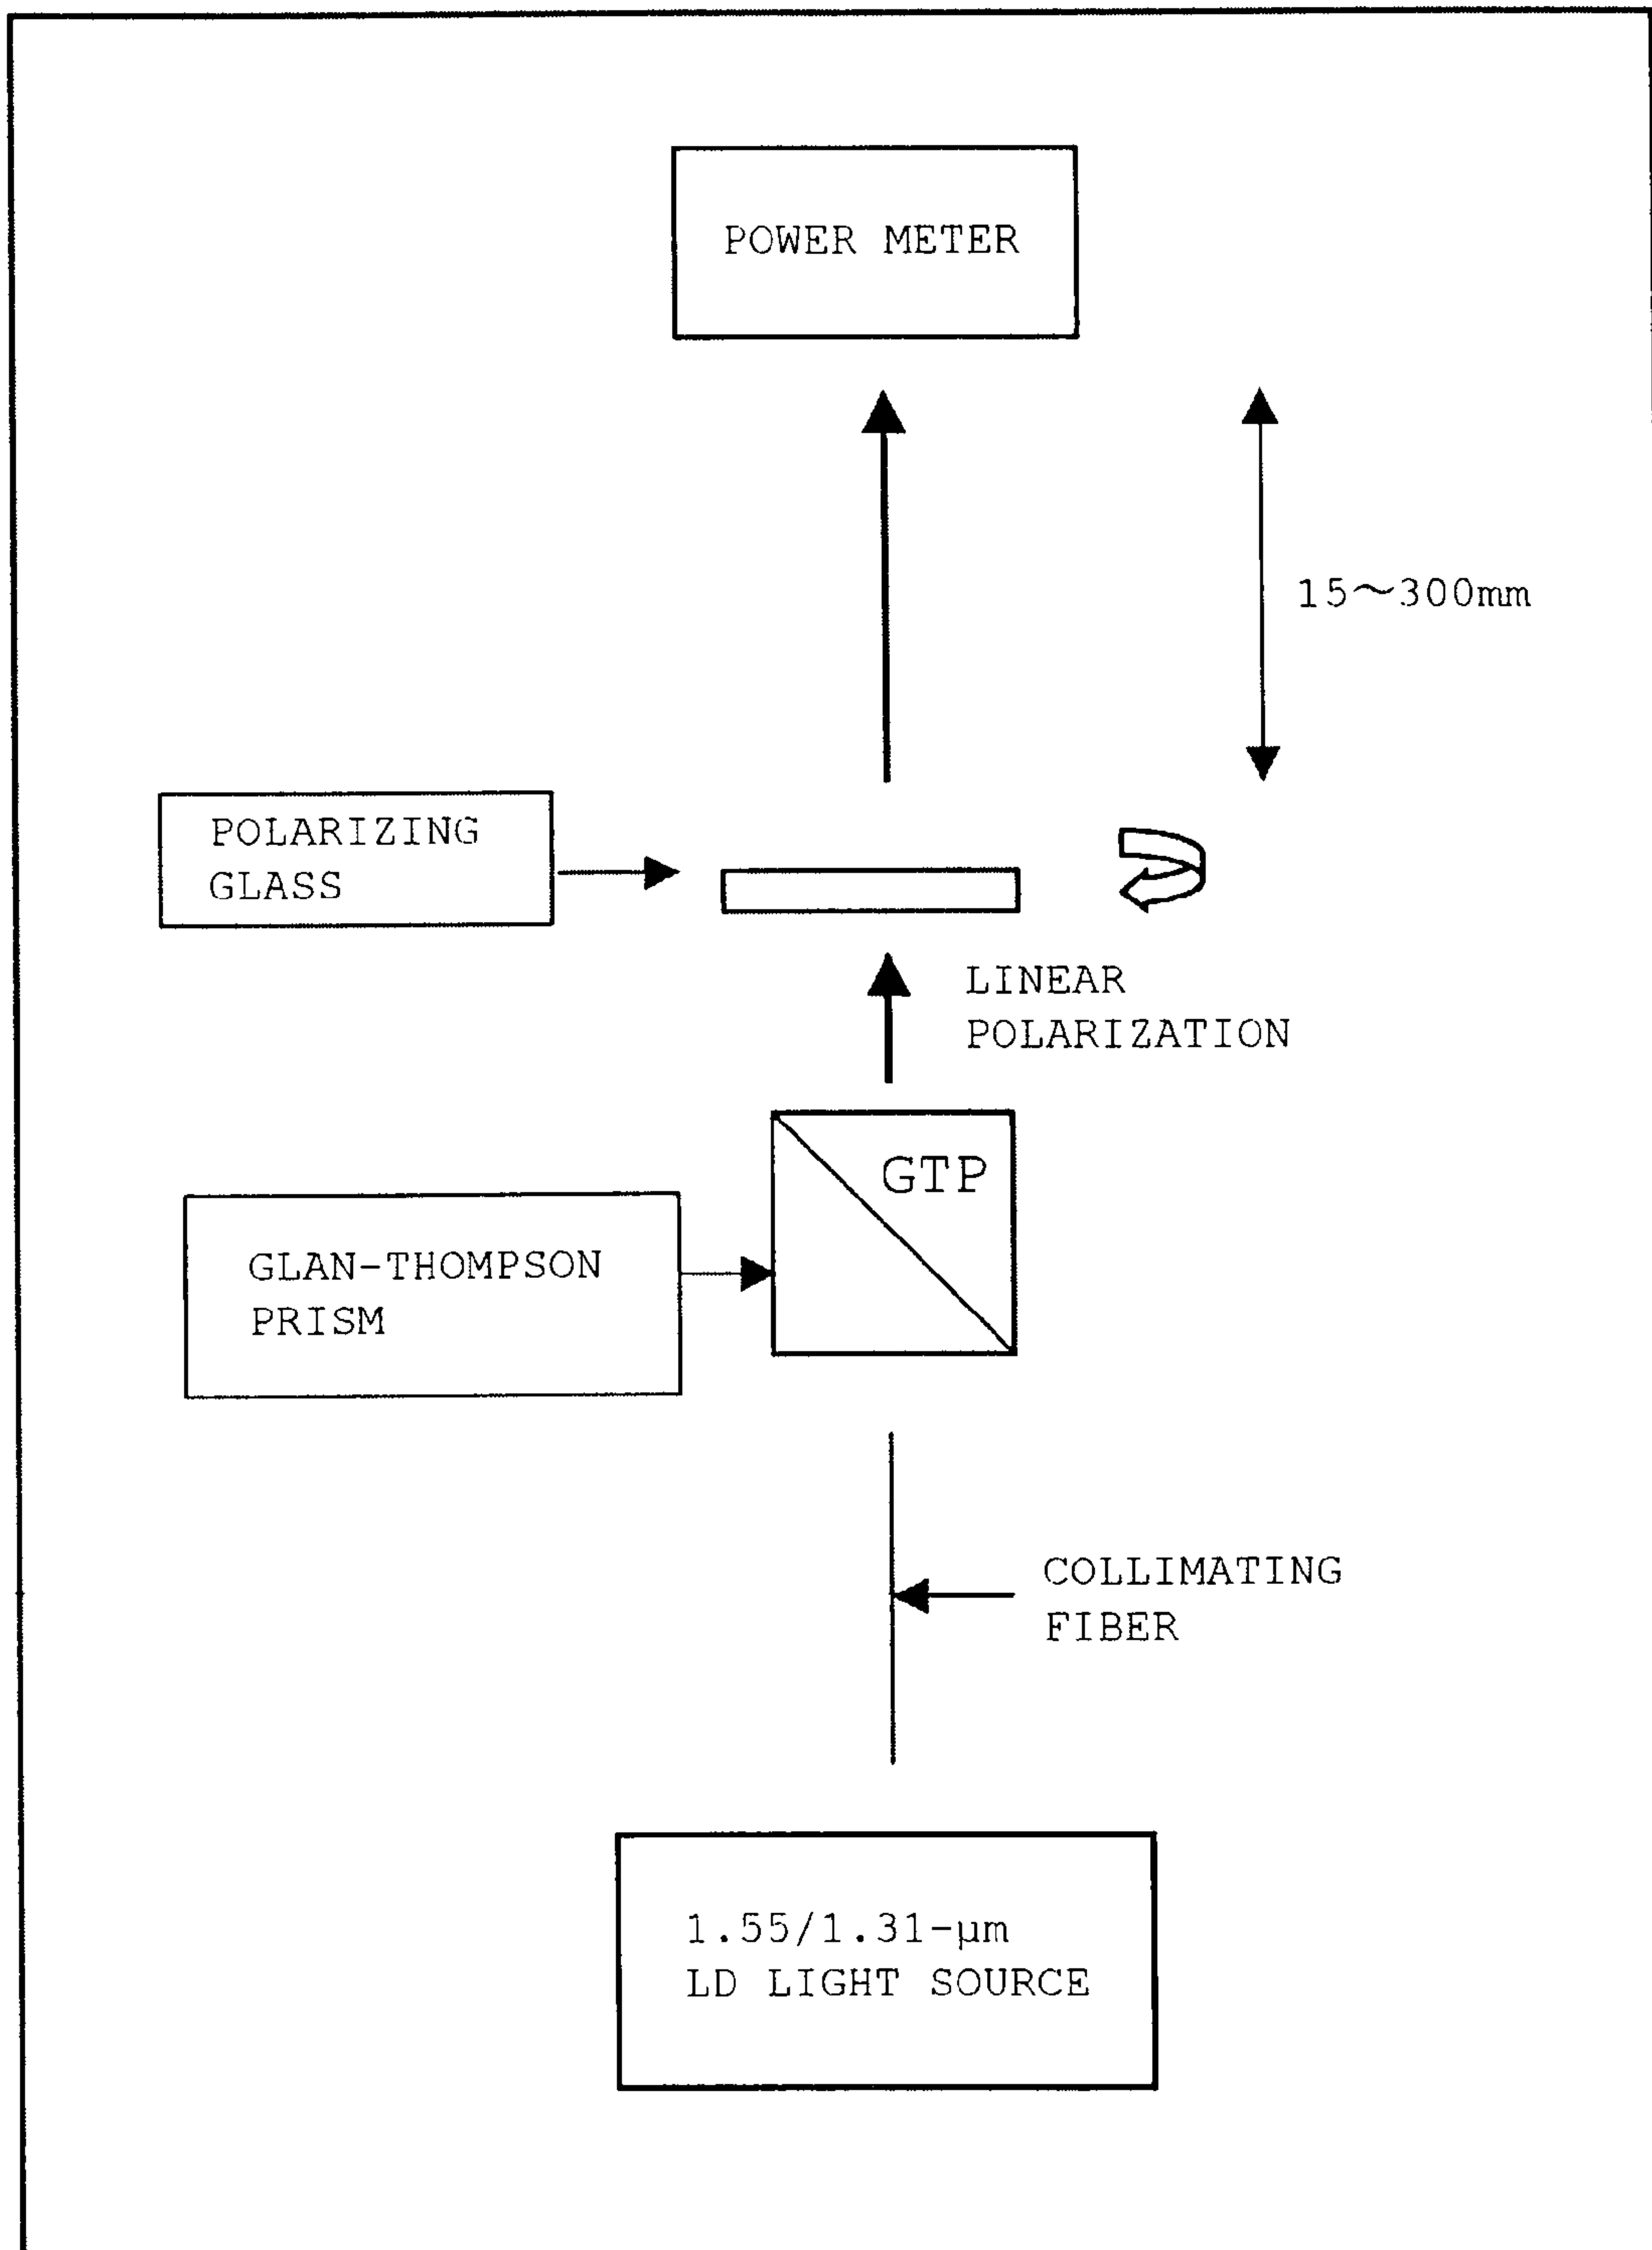 POWER METER
15～300mm
POLARIZING
GLASS
LINEAR
POLARIZATION
GTP
GLAN-THOMPSON
PRISM
COLLIMATING
FIBER
1.55/1.31-µm
LD LIGHT SOURCE